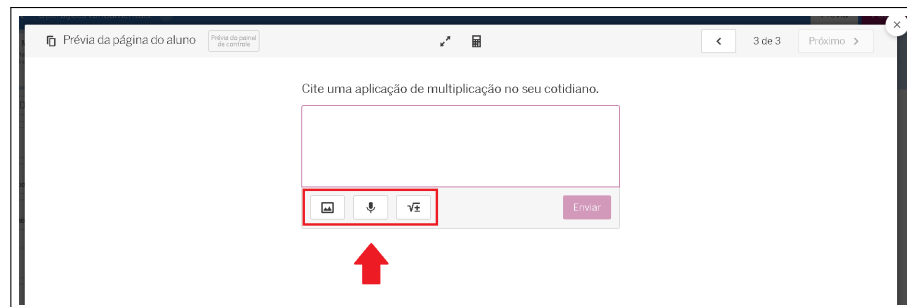 Prévia da página do aluno
Prévia do painel
de controle
3 de 3
Próximo
Cite uma aplicação de multiplicação no seu cotidiano.
Enviar